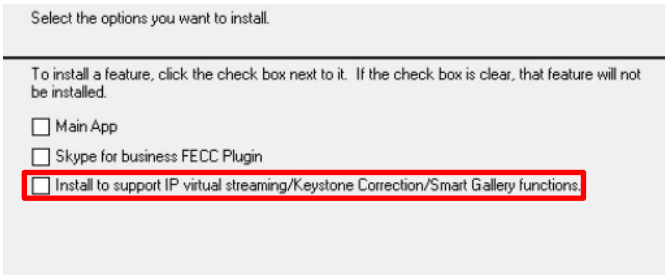 Select the options you want to install.
To install a feature, click the check box next to it. If the check box is clear, that feature will not
be installed.
Main App
Skype for business FECC Plugin
Install to support IP virtual streaming/Keystone Correction/Smart Gallery functions.